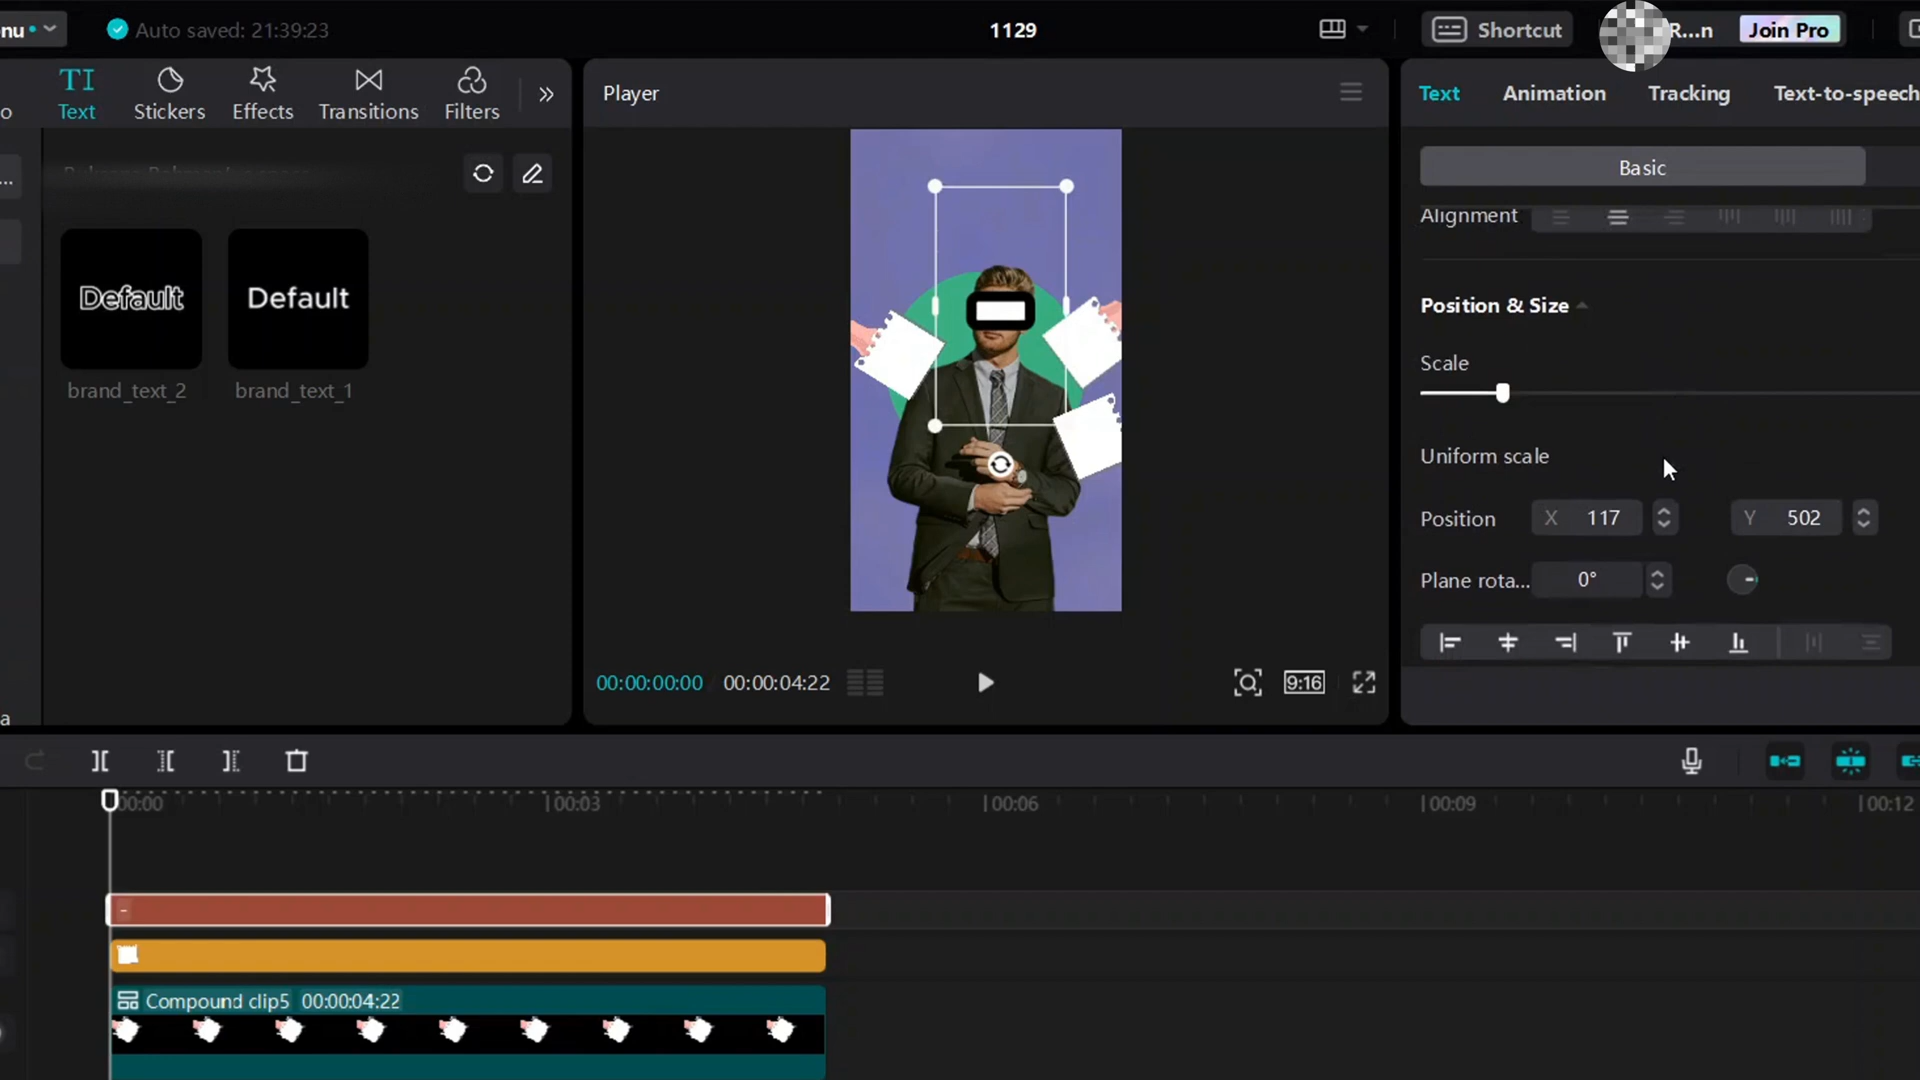 nu
Auto saved: 21:39:23
1129
Shortcut
R...n
Join Pro
o
TI
Text
Stickers
Effects
Transitions
Filters
Player
Text
Animation
Tracking
Text-to-speech
...
Basic
Alignment
Default
Default
brand_text_2
brand_text_1
Position & Size
Scale
Uniform scale
Position
X 117
Y 502
Plane rota...
0°
00:00:00:00
00:00:04:22
9:16
a
00:00
00:03
00:06
00:09
00:12
-
Compound clip5 00:00:04:22